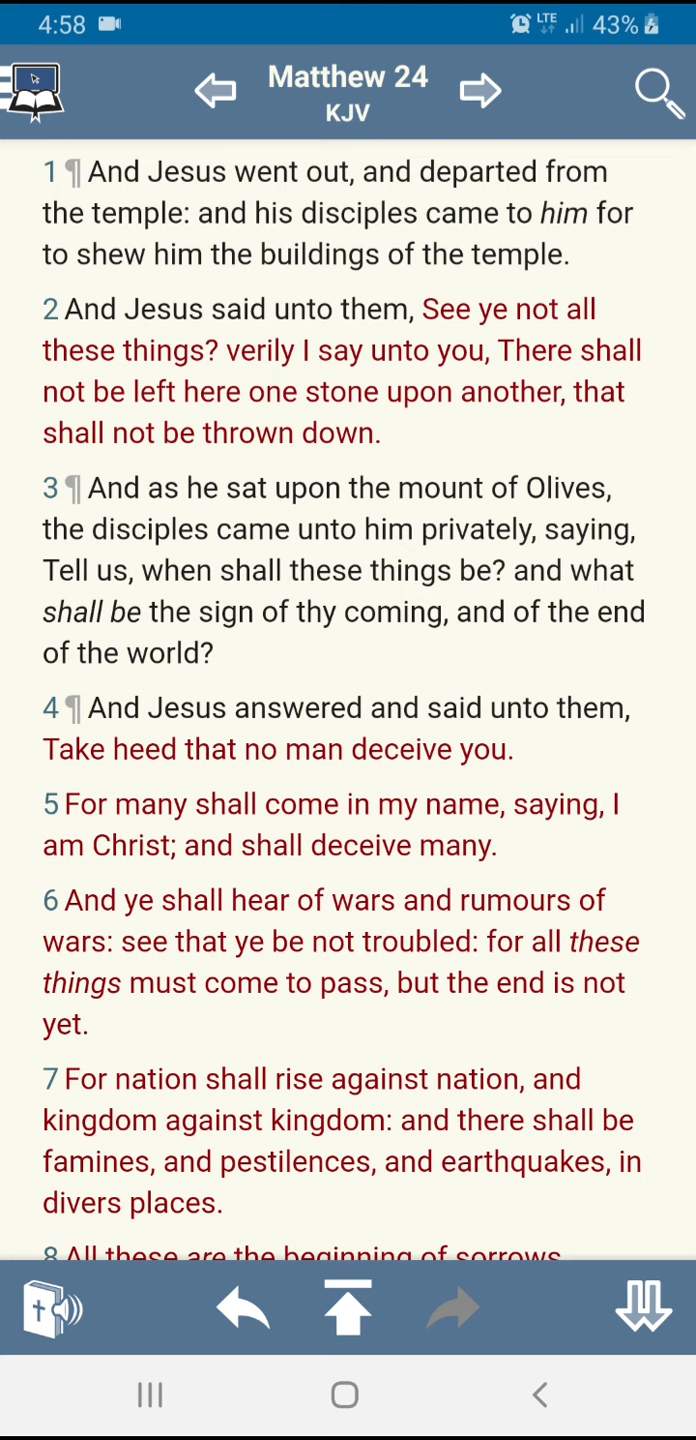 4:58
LTE
43%
Matthew 24
KJV
1 ¶ And Jesus went out, and departed from
the temple: and his disciples came to him for
to shew him the buildings of the temple.
2 And Jesus said unto them, See ye not all
these things? verily I say unto you, There shall
not be left here one stone upon another, that
shall not be thrown down.
3 ¶ And as he sat upon the mount of Olives,
the disciples came unto him privately, saying,
Tell us, when shall these things be? and what
shall be the sign of thy coming, and of the end
of the world?
4 ¶ And Jesus answered and said unto them,
Take heed that no man deceive you.
5 For many shall come in my name, saying, I
am Christ; and shall deceive many.
6 And ye shall hear of wars and rumours of
wars: see that ye be not troubled: for all these
things must come to pass, but the end is not
yet.
7 For nation shall rise against nation, and
kingdom against kingdom: and there shall be
famines, and pestilences, and earthquakes, in
divers places.
8 All these are the beginning of sorrows.